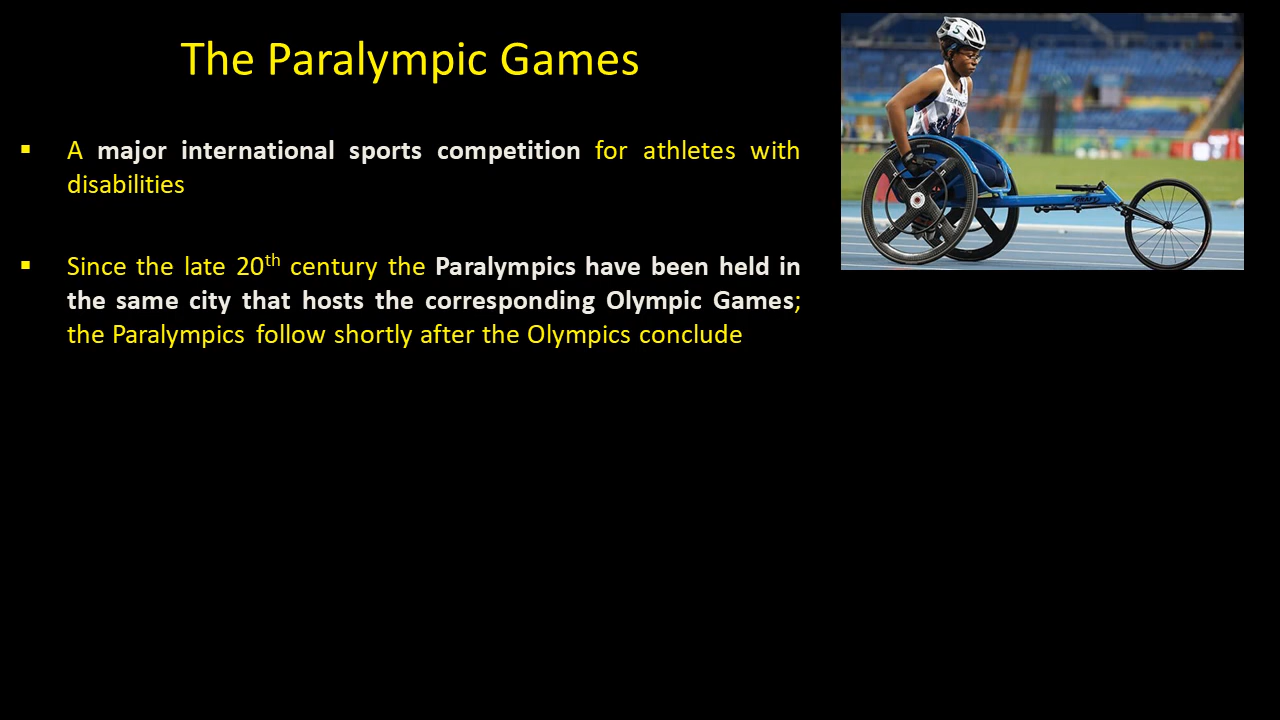 The Paralympic Games
▪ A major international sports competition for athletes with
disabilities
▪ Since the late 20th century the Paralympics have been held in
the same city that hosts the corresponding Olympic Games;
the Paralympics follow shortly after the Olympics conclude